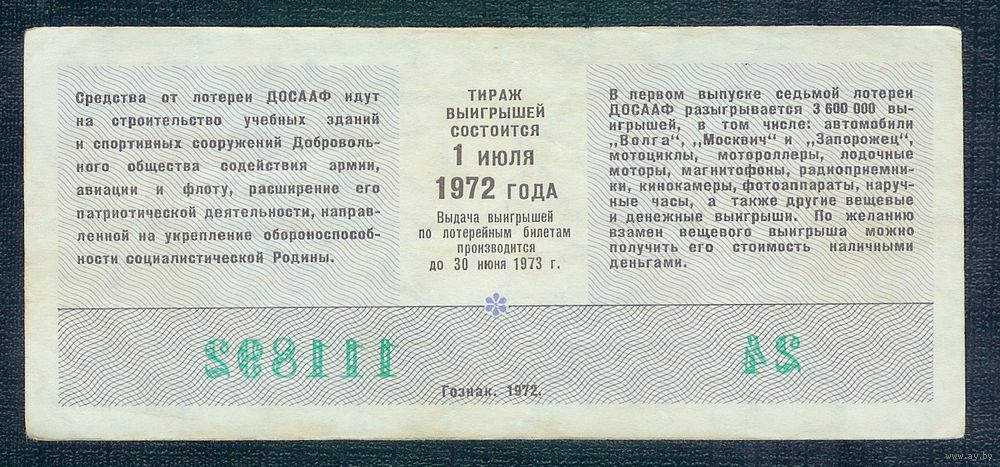 Средства от лотереи ДОСААФ идут
на строительство учебных зданий
и спортивных сооружений Доброволь-
ного общества содействия армии,
авиации и флоту, расширение его
патриотической деятельности, направ-
ленной на укрепление обороноспособ-
ности социалистической Родины.
ТИРАЖ
ВЫИГРЫШЕЙ
СОСТОИТСЯ
1 ИЮЛЯ
1972 ГОДА
Выдача выигрышей
по лотерейным билетам
производится
до 30 июня 1973 г.
В первом выпуске седьмой лотереи
ДОСААФ разыгрывается 3 600 000 вы-
игрышей, в том числе: автомобили
„Волга“, „Москвич“ и „Запорожец“,
мотоциклы, мотороллеры, лодочные
моторы, магнитофоны, радиоприемни-
ки, кинокамеры, фотоаппараты, наруч-
ные часы, а также другие вещевые
и денежные выигрыши. По желанию
взамен вещевого выигрыша можно
получить его стоимость наличными
деньгами.
111892
24
Гознак. 1972.
www.ay.by